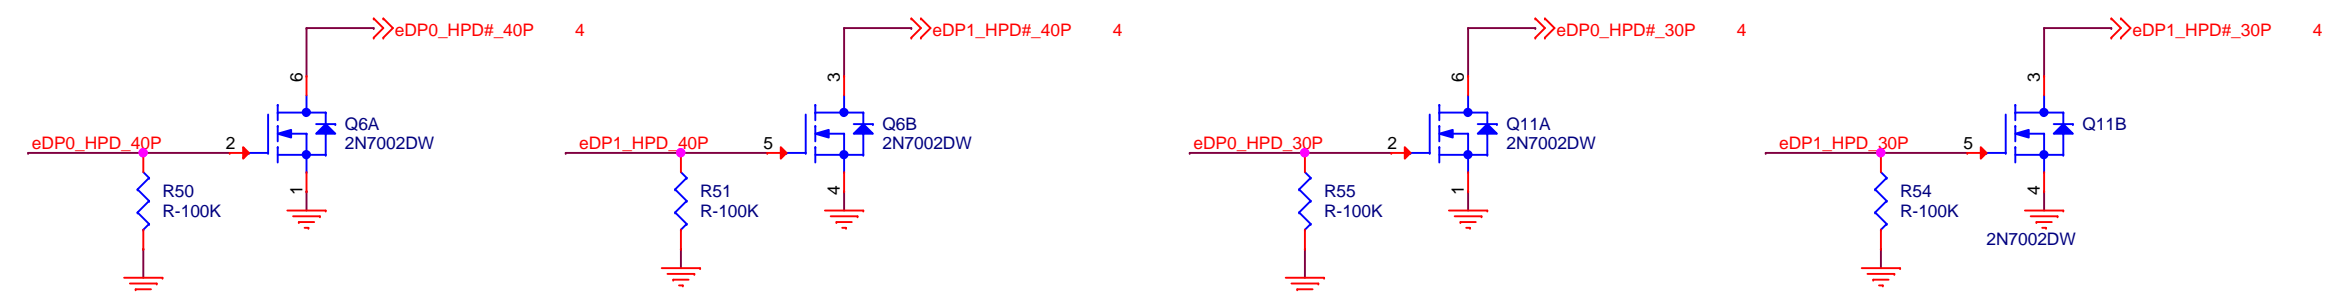 eDP0_HPD#_40P 4
6
Q6A
2N7002DW
eDP0_HPD_40P
2
1
R50
R-100K
eDP1_HPD#_40P 4
3
Q6B
2N7002DW
eDP1_HPD_40P
5
4
R51
R-100K
eDP0_HPD#_30P 4
6
Q11A
2N7002DW
eDP0_HPD_30P
2
1
R55
R-100K
eDP1_HPD#_30P 4
3
Q11B
eDP1_HPD_30P
5
4
R54
R-100K
2N7002DW